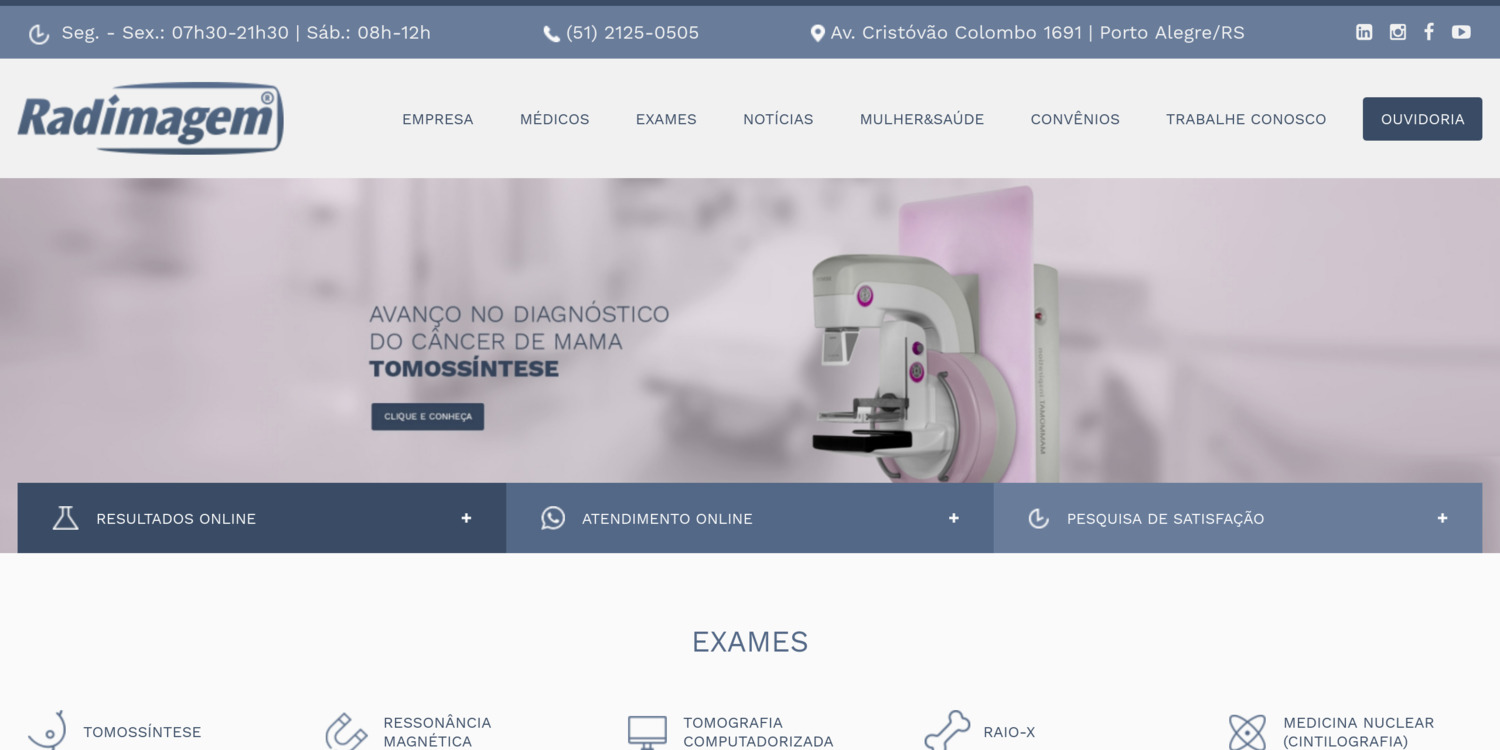 Seg. - Sex.: 07h30-21h30 | Sáb.: 08h-12h
(51) 2125-0505
Av. Cristóvão Colombo 1691 | Porto Alegre/RS
Radimagem®
EMPRESA
MÉDICOS
EXAMES
NOTÍCIAS
MULHER&SAÚDE
CONVÊNIOS
TRABALHE CONOSCO
OUVIDORIA
AVANÇO NO DIAGNÓSTICO
DO CÂNCER DE MAMA
TOMOSSÍNTESE
CLIQUE E CONHEÇA
RESULTADOS ONLINE +
ATENDIMENTO ONLINE +
PESQUISA DE SATISFAÇÃO +
EXAMES
TOMOSSÍNTESE
RESSONÂNCIA
MAGNÉTICA
TOMOGRAFIA
COMPUTADORIZADA
RAIO-X
MEDICINA NUCLEAR
(CINTILOGRAFIA)